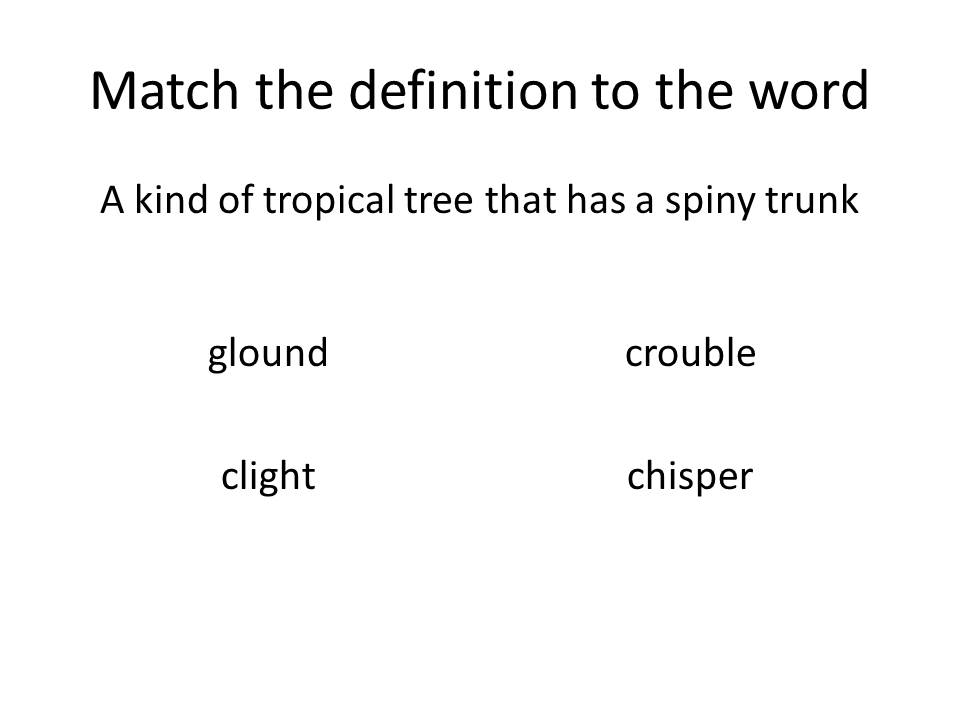 Match the definition to the word
A kind of tropical tree that has a spiny trunk
glound crouble
clight chisper